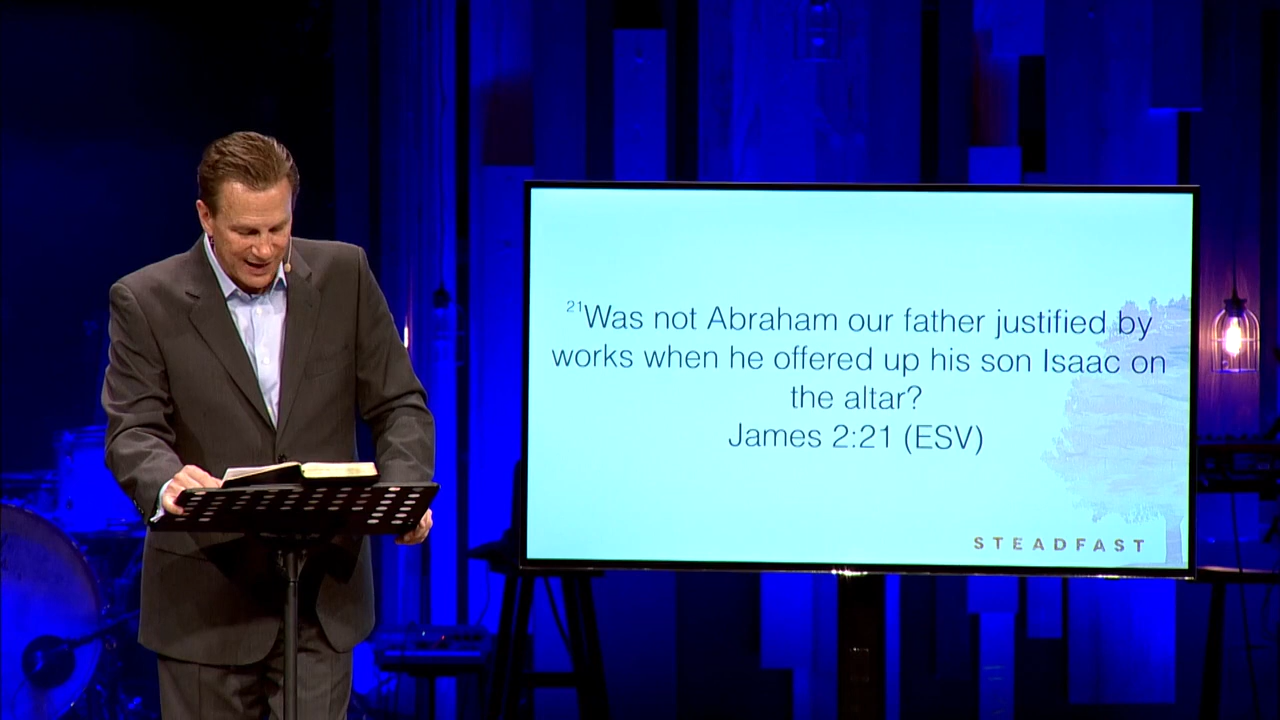 21Was not Abraham our father justified by
works when he offered up his son Isaac on
the altar?
James 2:21 (ESV)
STEADFAST